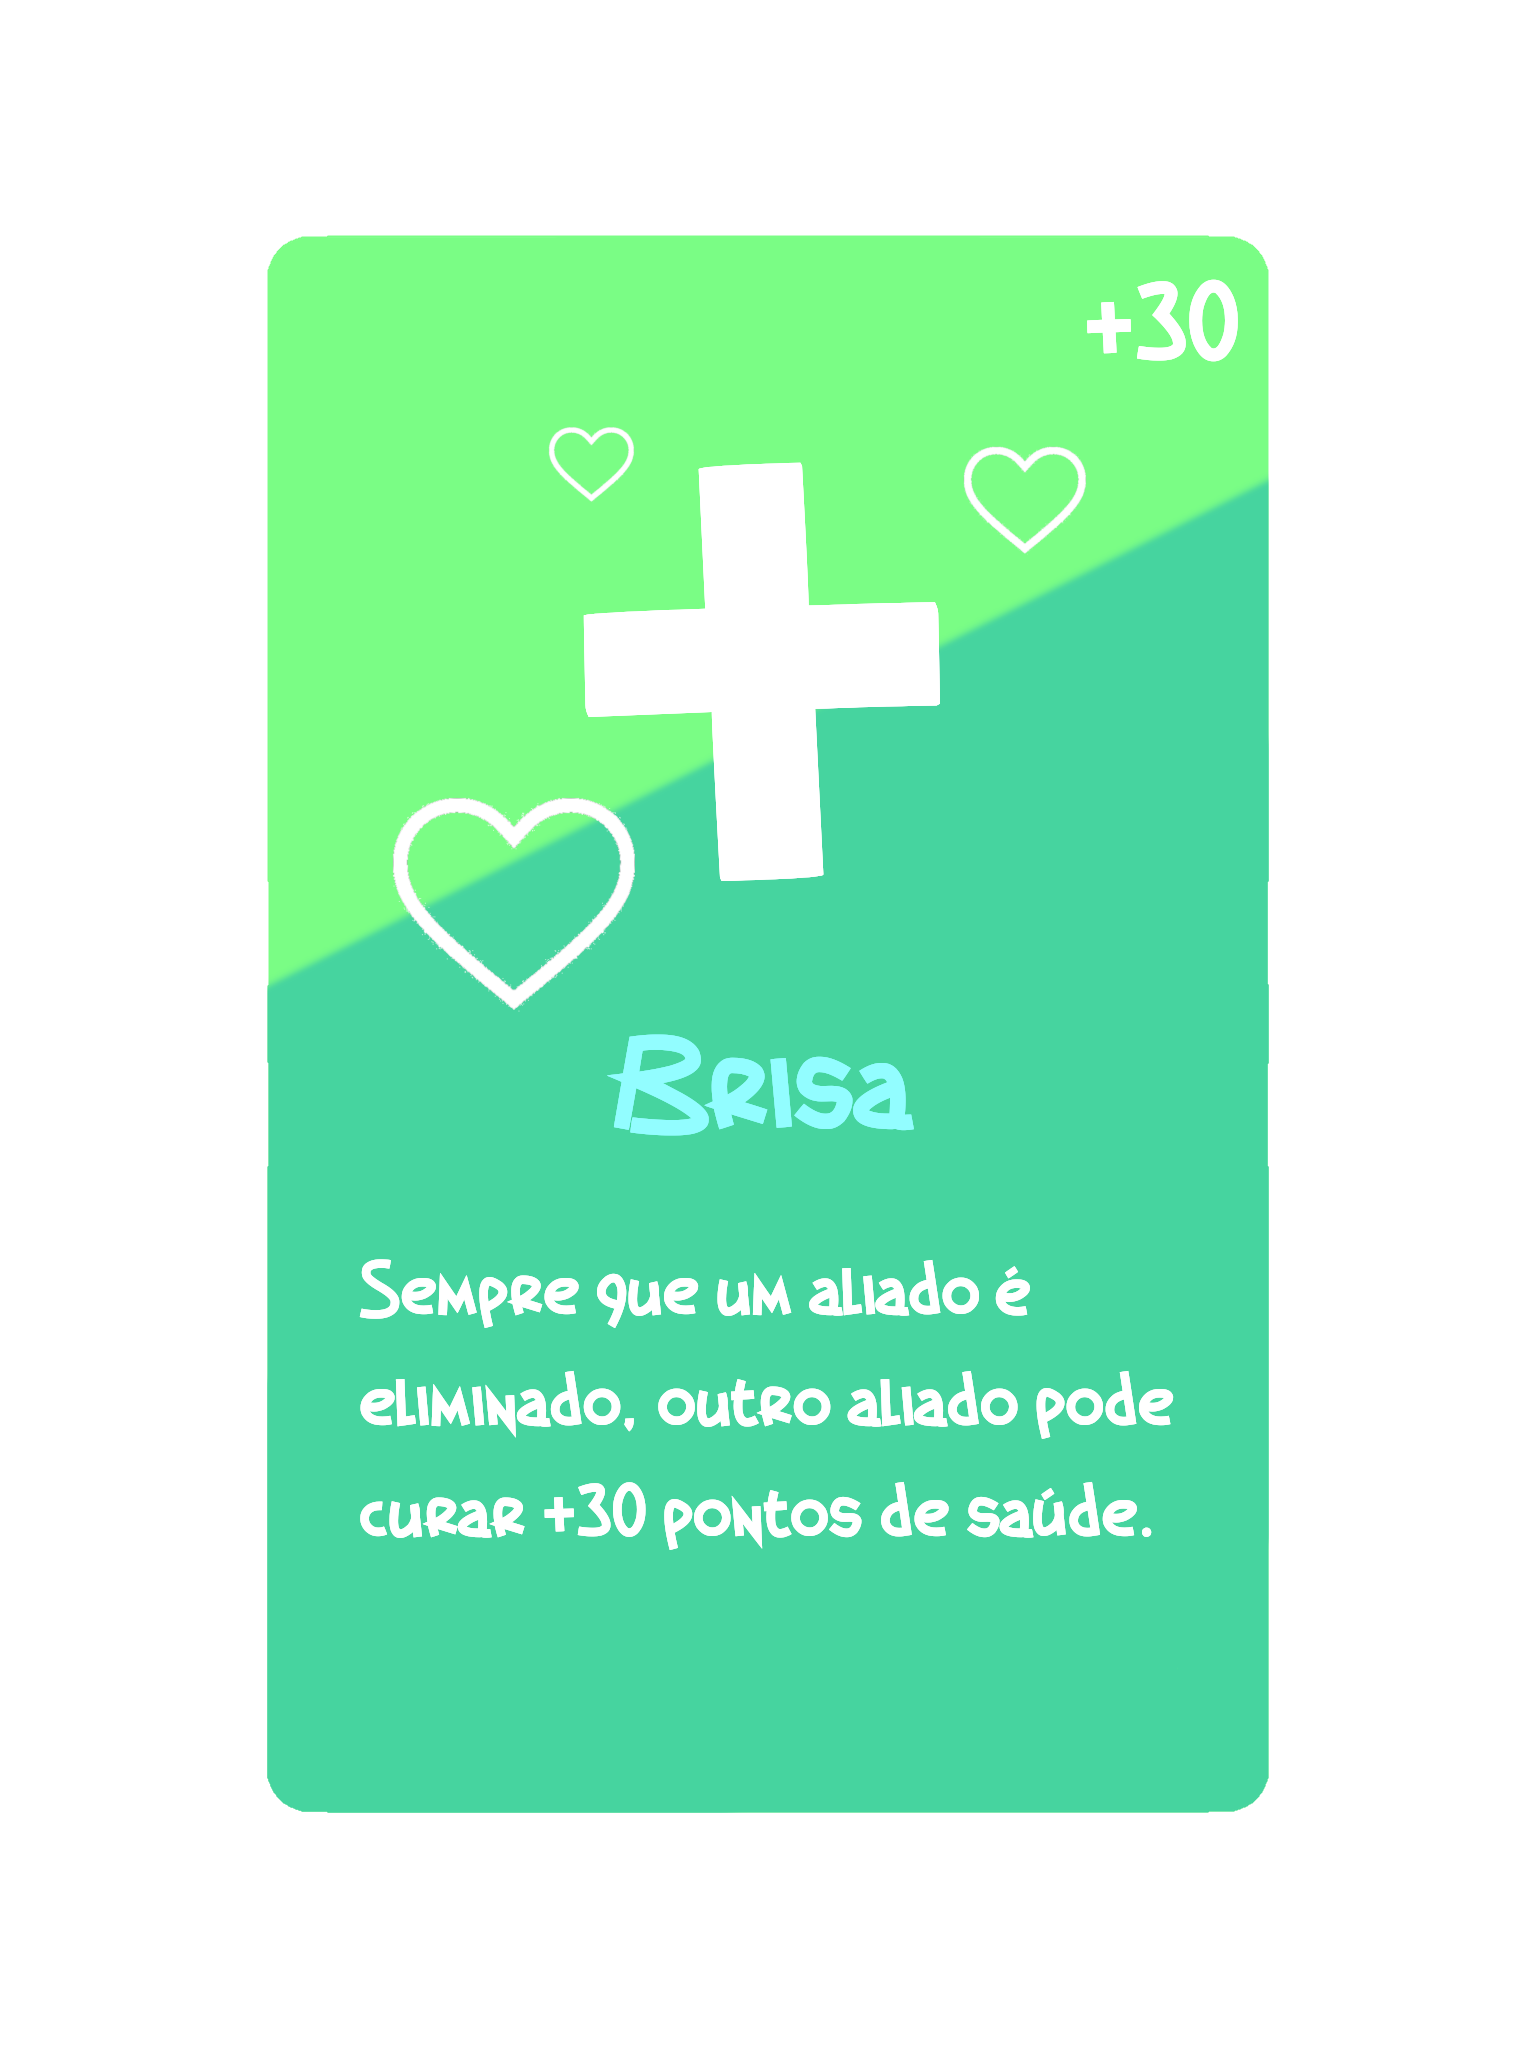 +30
Brisa
Sempre que um aliado é
eliminado, outro aliado pode
curar +30 pontos de saúde.